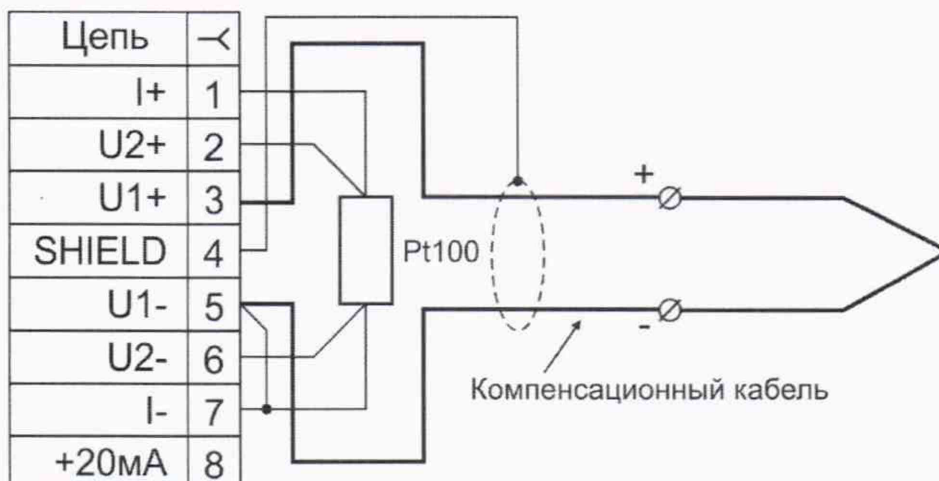 Цепь
I+ 1
U2+ 2
U1+ 3
SHIELD 4
U1- 5
U2- 6
I- 7
+20мА 8
Pt100
+
-
Компенсационный кабель